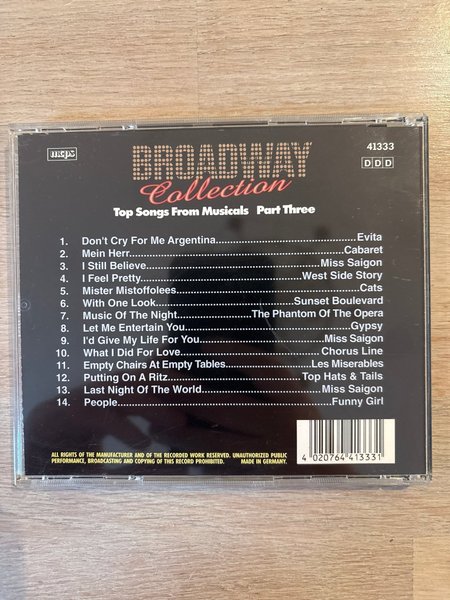 mcps
BROADWAY
41333
Collection
DDD
Top Songs From Musicals Part Three
1. Don't Cry For Me Argentina..........Evita
2. Mein Herr..........Cabaret
3. I Still Believe..........Miss Saigon
4. I Feel Pretty..........West Side Story
5. Mister Mistoffolees..........Cats
6. With One Look..........Sunset Boulevard
7. Music Of The Night..........The Phantom Of The Opera
8. Let Me Entertain You..........Gypsy
9. I'd Give My Life For You..........Miss Saigon
10. What I Did For Love..........Chorus Line
11. Empty Chairs At Empty Tables..........Les Miserables
12. Putting On A Ritz..........Top Hats & Tails
13. Last Night Of The World..........Miss Saigon
14. People..........Funny Girl
ALL RIGHTS OF THE MANUFACTURER AND OF THE RECORDED WORK RESERVED. UNAUTHORIZED PUBLIC
PERFORMANCE, BROADCASTING AND COPYING OF THIS RECORD PROHIBITED. MADE IN GERMANY.
4 020764 413331